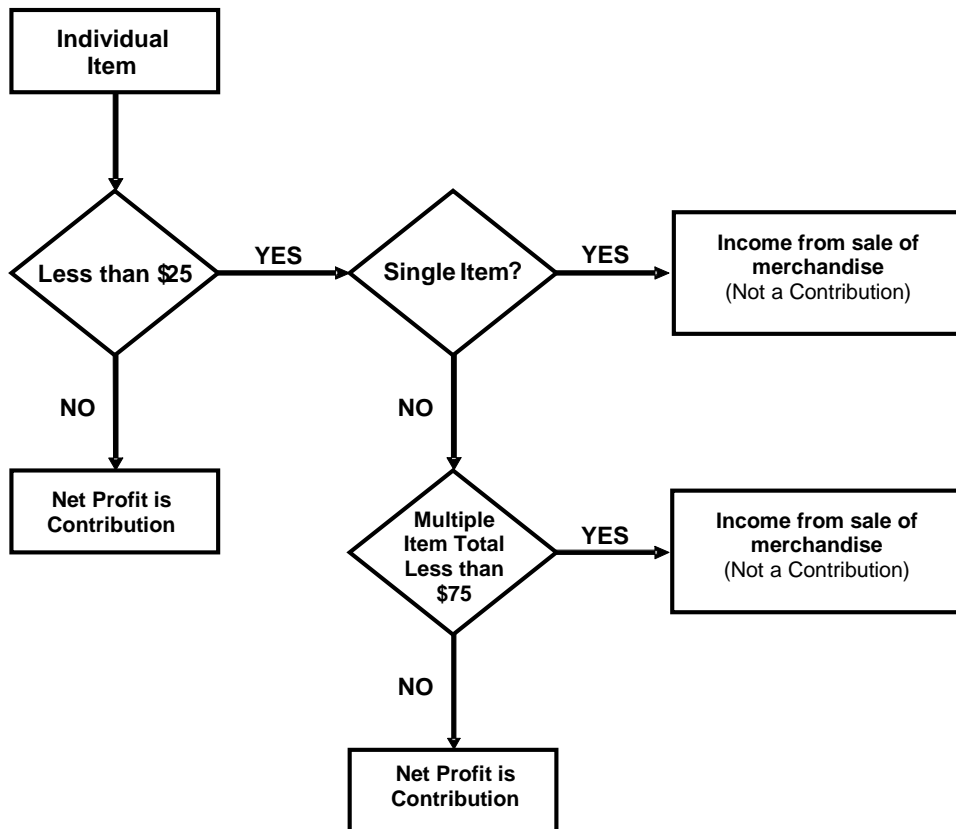 Individual
Item
Less than $25
YES
Single Item?
YES
Income from sale of
merchandise
(Not a Contribution)
NO
NO
Net Profit is
Contribution
Multiple
Item Total
Less than
$75
YES
Income from sale of
merchandise
(Not a Contribution)
NO
Net Profit is
Contribution